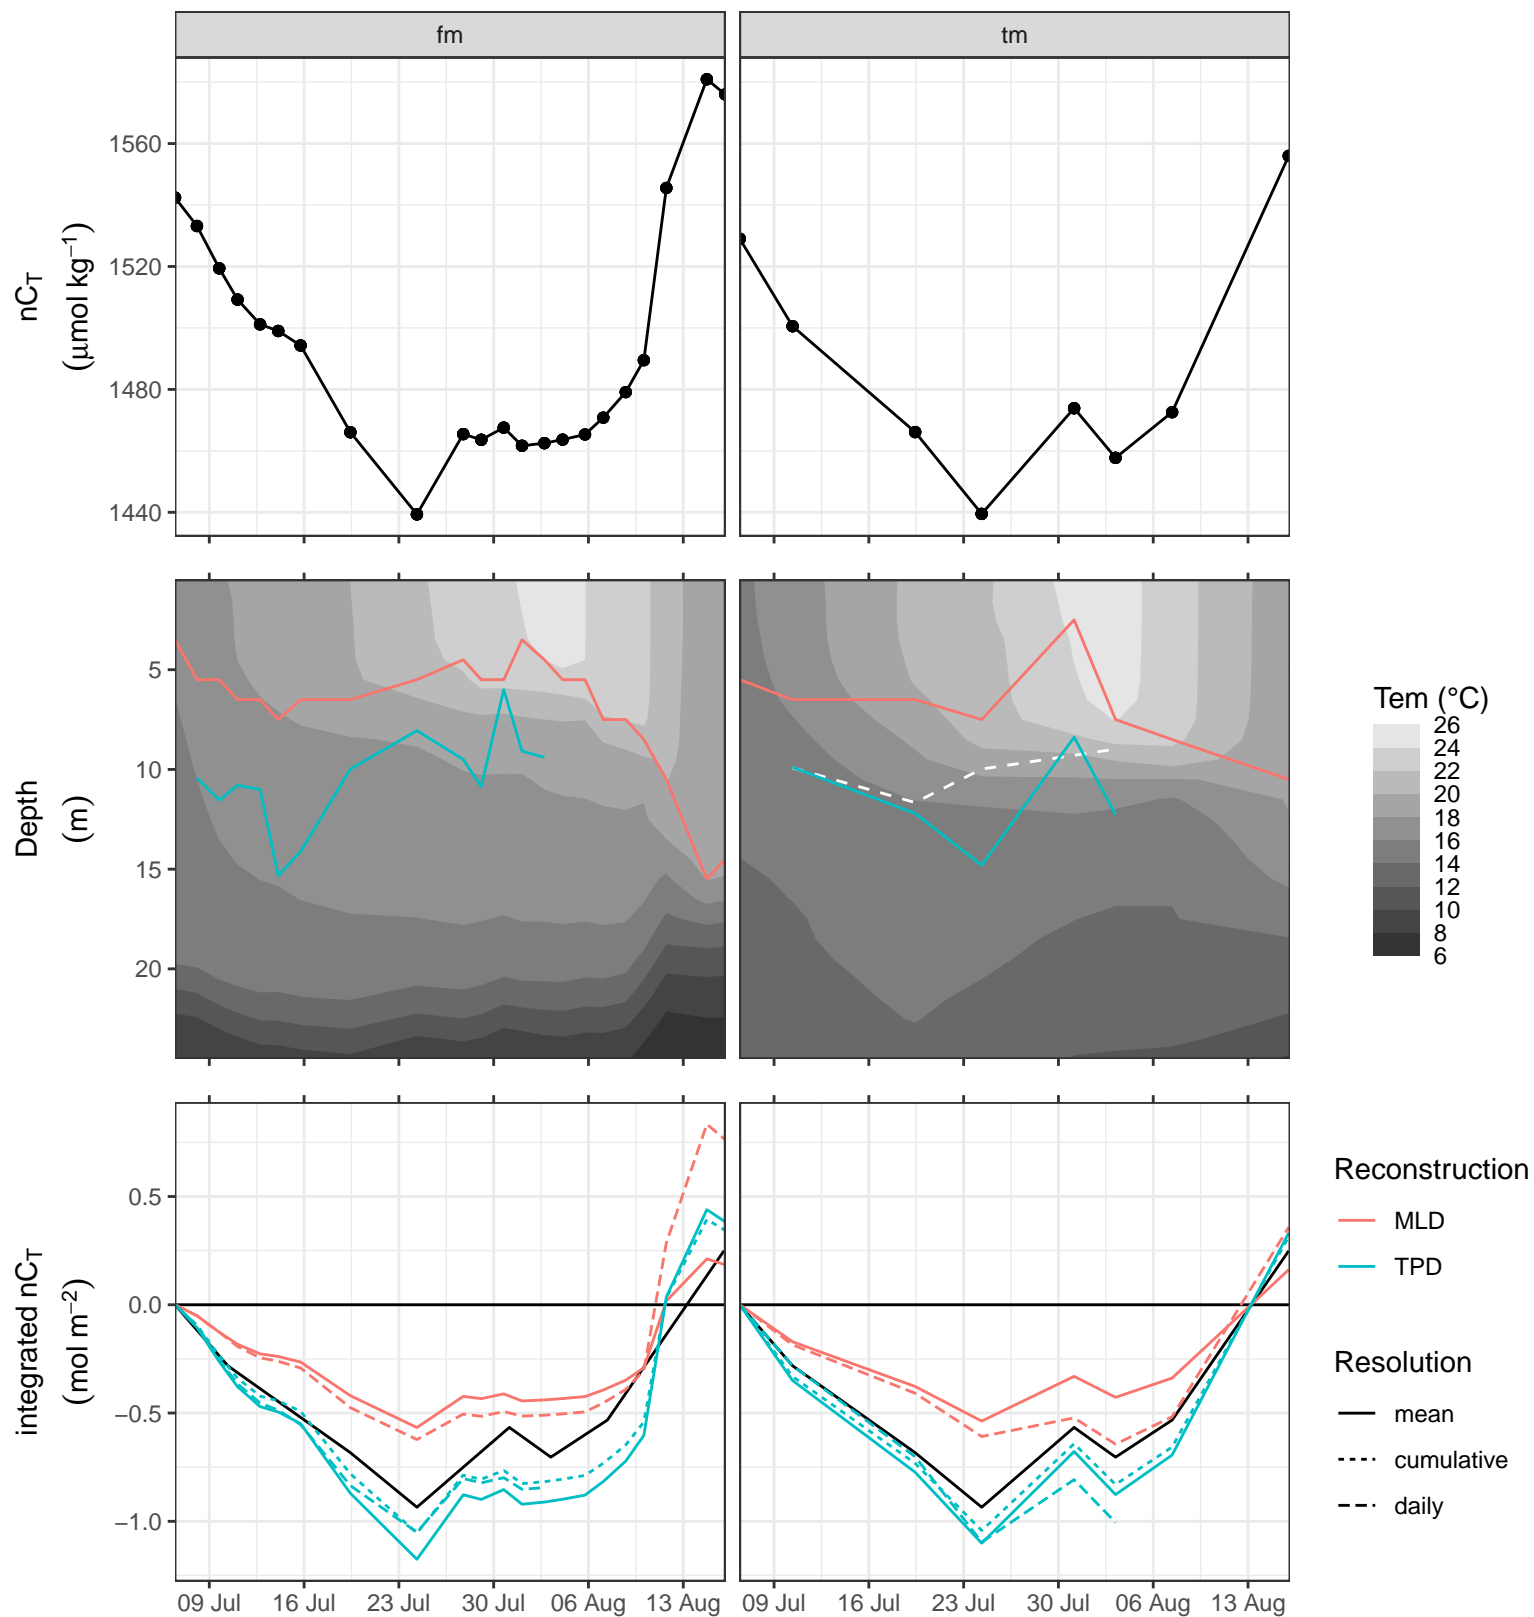 fm tm
1560
1520
1480
1440
nC_T
(μmol kg⁻¹)
5
10
15
20
Depth
(m)
Tem (°C)
26
24
22
20
18
16
14
12
10
8
6
0.5
0.0
−0.5
−1.0
integrated nC_T
(mol m⁻²)
09 Jul 16 Jul 23 Jul 30 Jul 06 Aug 13 Aug 09 Jul 16 Jul 23 Jul 30 Jul 06 Aug 13 Aug
Reconstruction
MLD
TPD
Resolution
mean
cumulative
daily